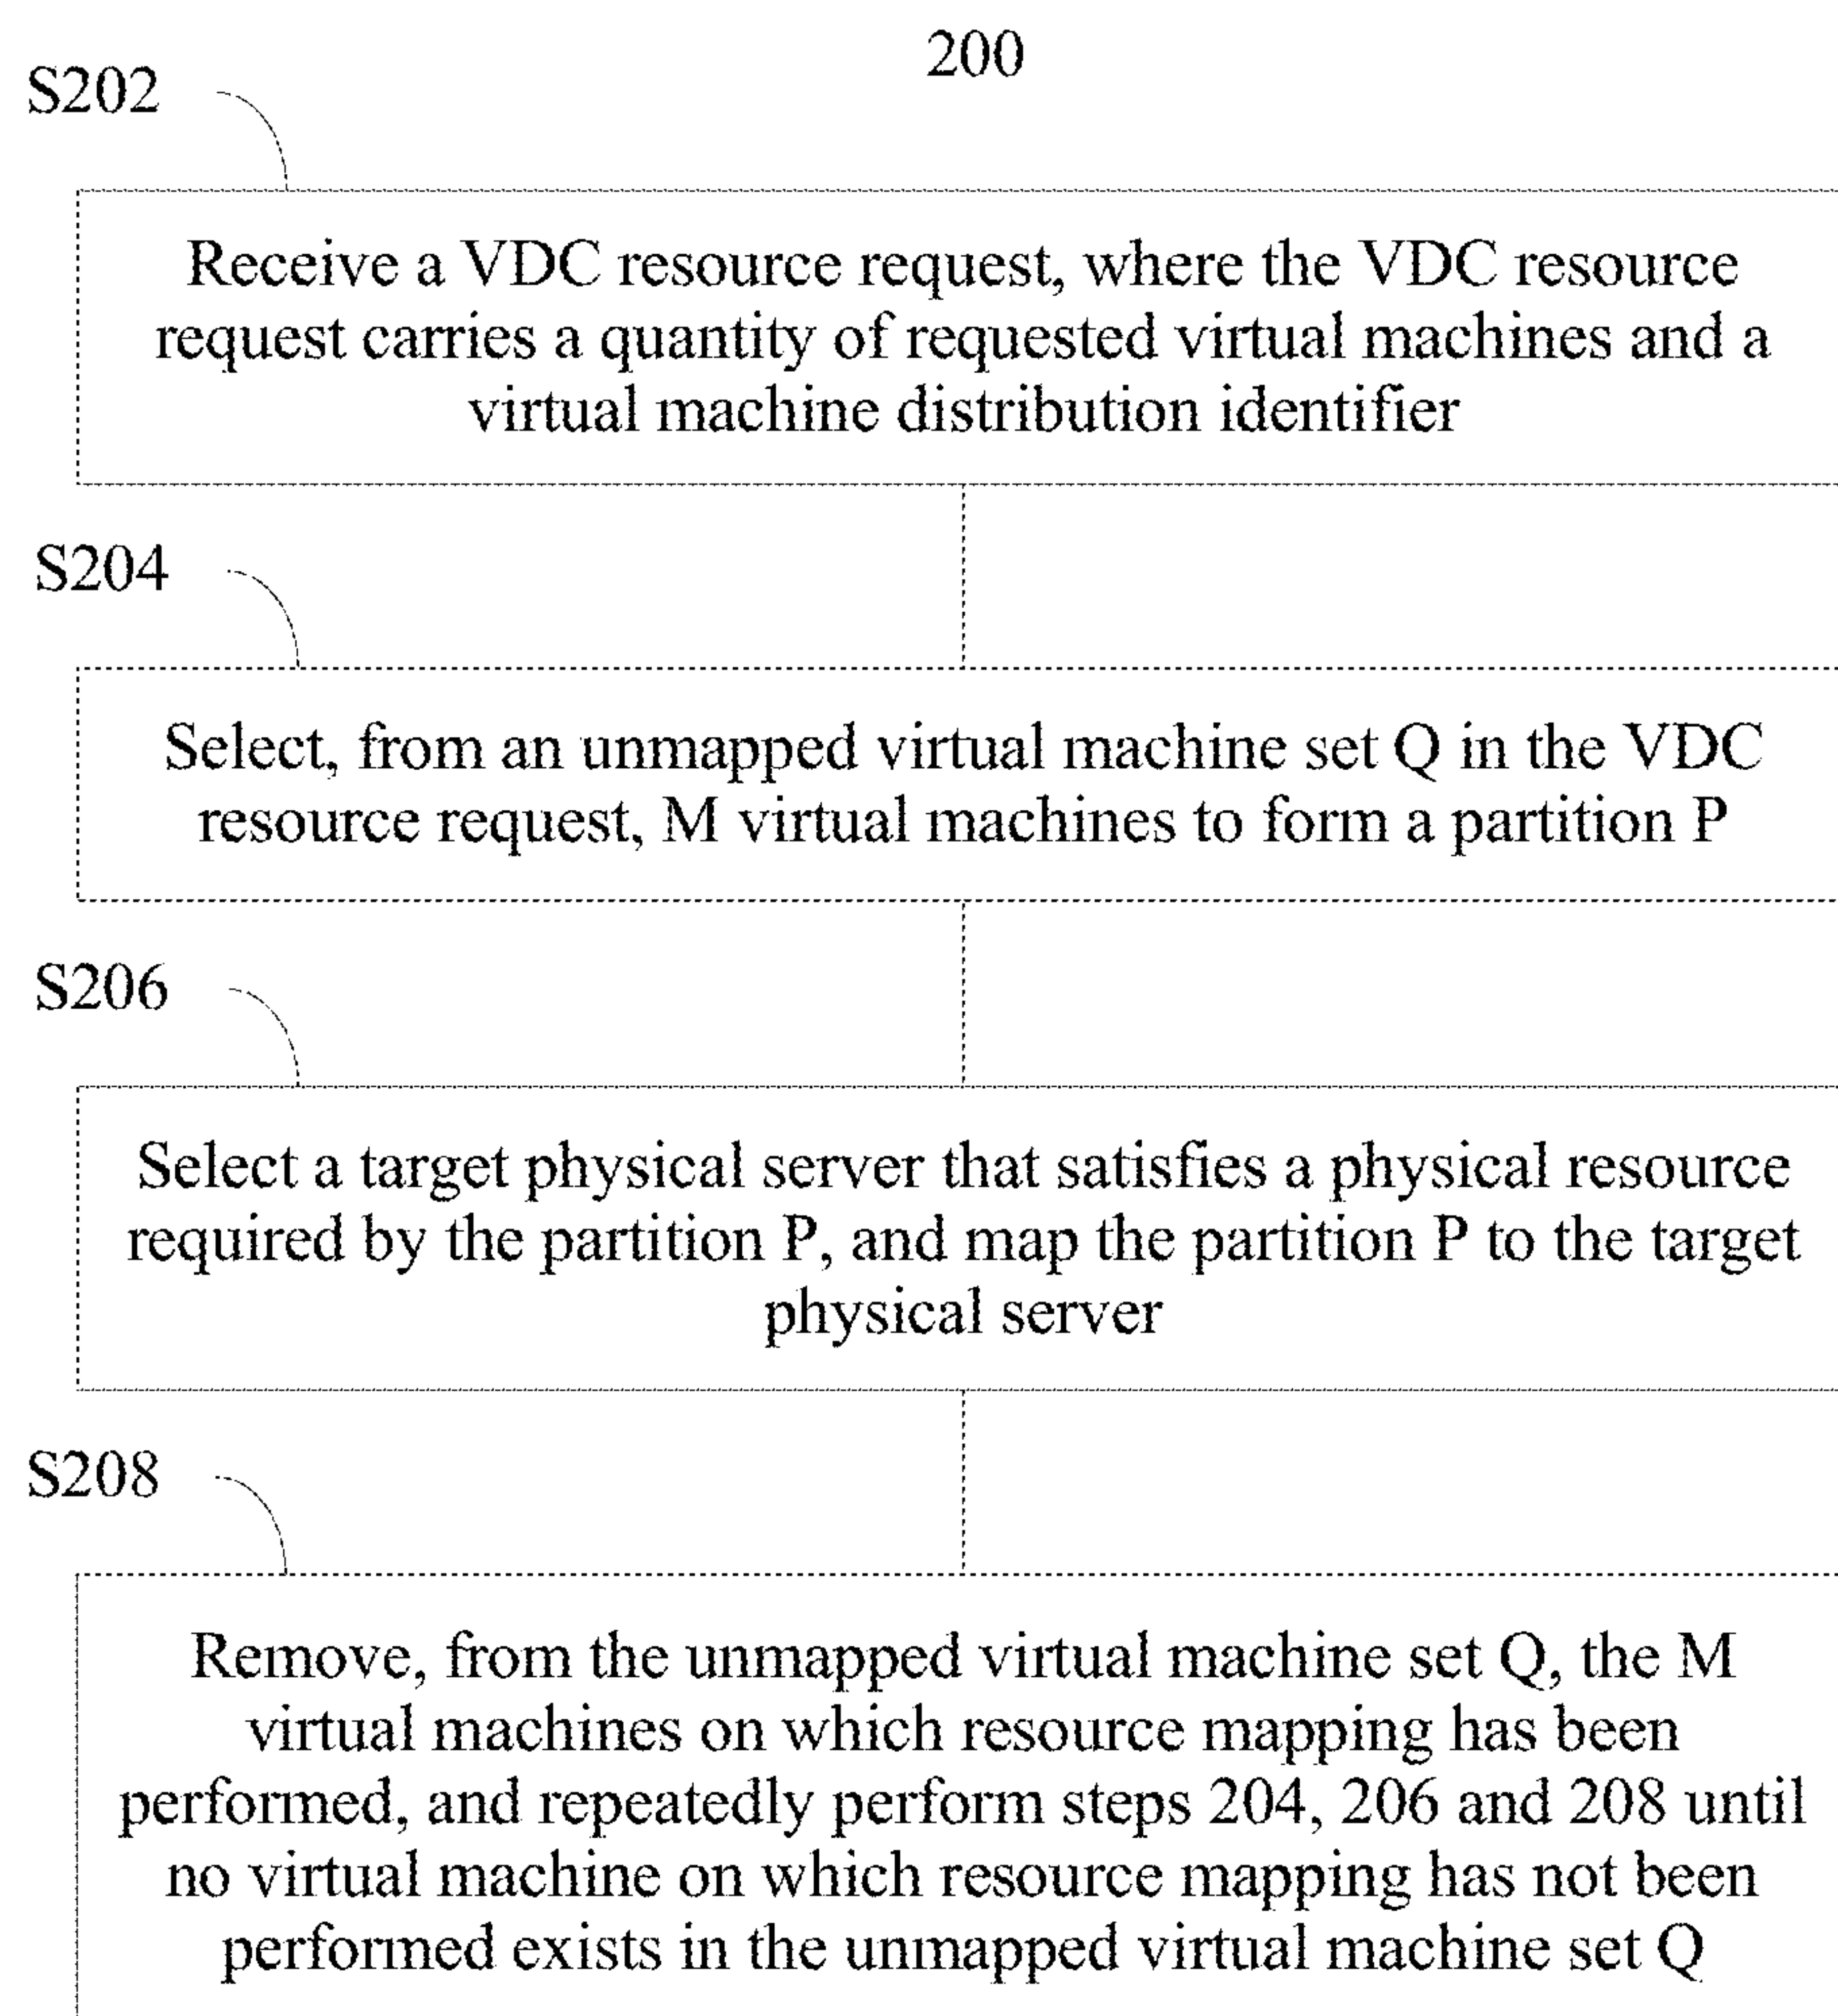 200
S202
Receive a VDC resource request, where the VDC resource
request carries a quantity of requested virtual machines and a
virtual machine distribution identifier
S204
Select, from an unmapped virtual machine set Q in the VDC
resource request, M virtual machines to form a partition P
S206
Select a target physical server that satisfies a physical resource
required by the partition P, and map the partition P to the target
physical server
S208
Remove, from the unmapped virtual machine set Q, the M
virtual machines on which resource mapping has been
performed, and repeatedly perform steps 204, 206 and 208 until
no virtual machine on which resource mapping has not been
performed exists in the unmapped virtual machine set Q